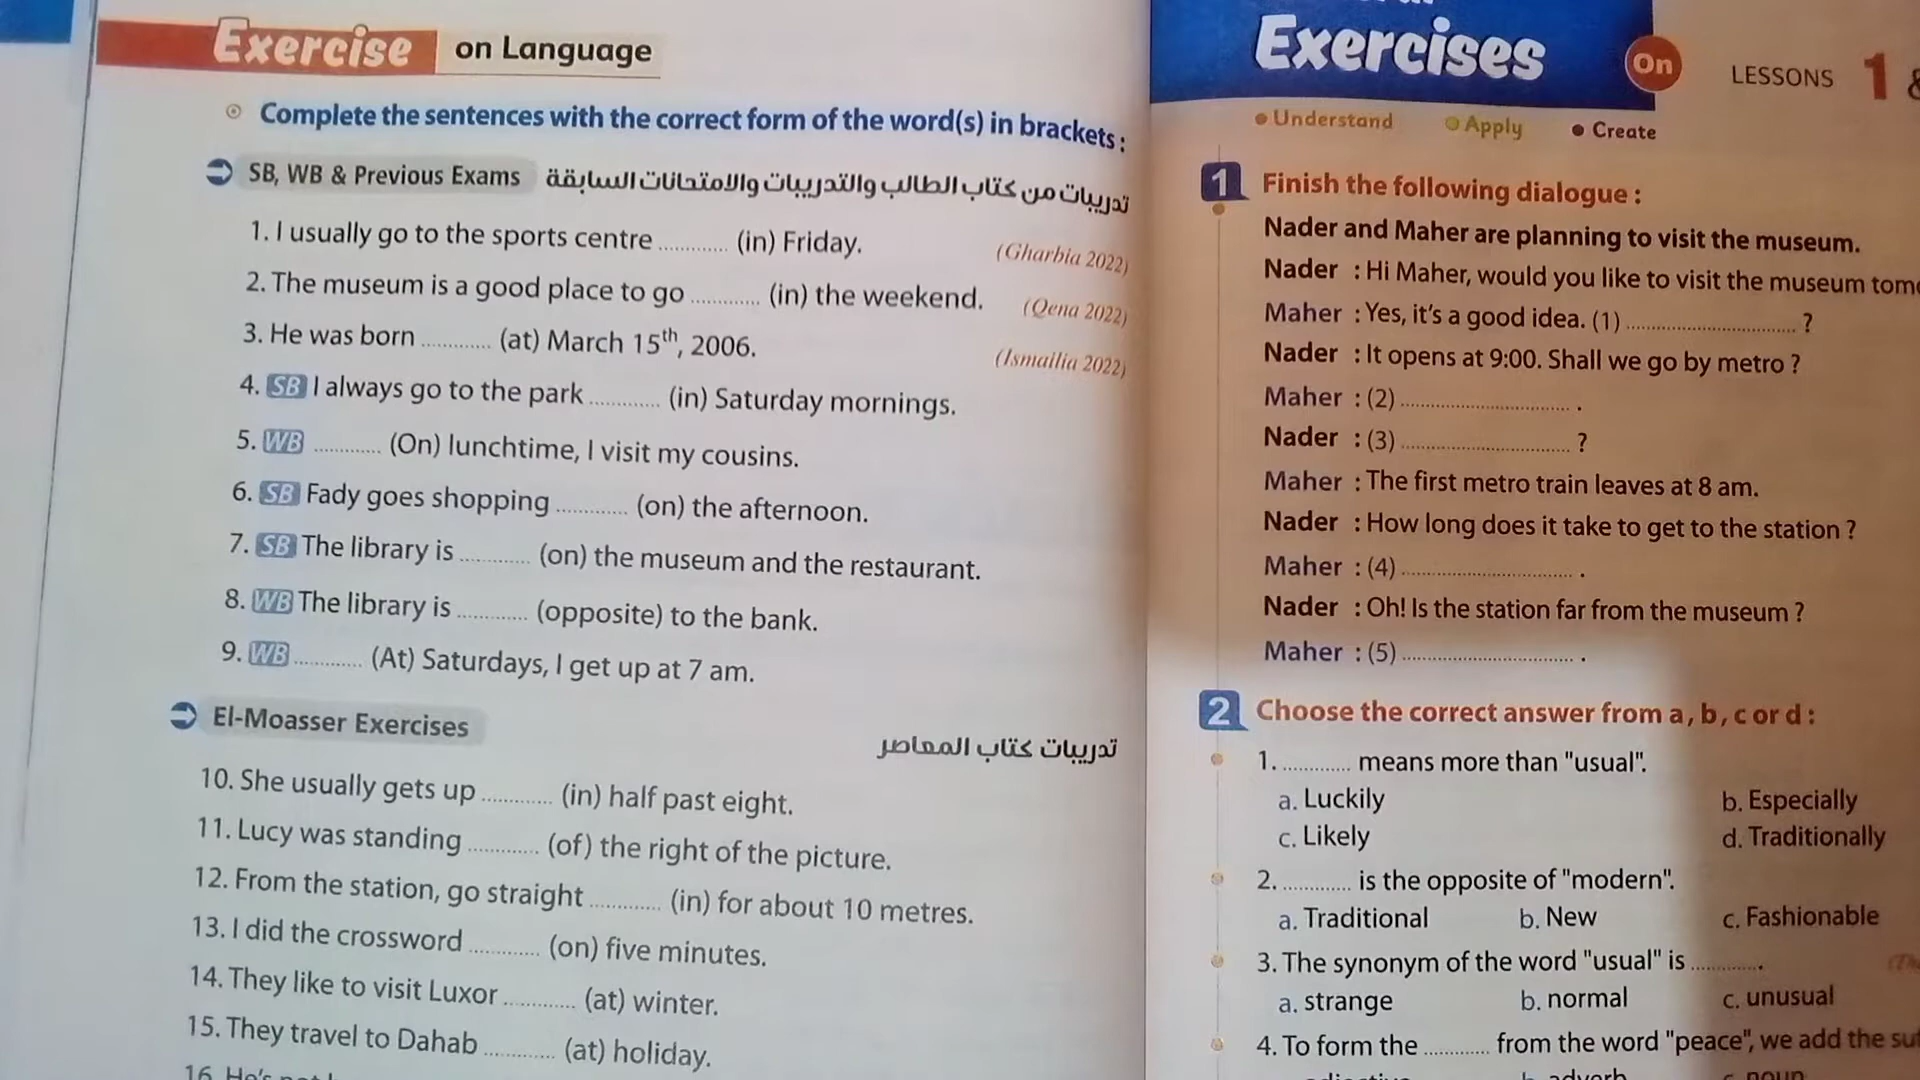 Exercise on Language
Complete the sentences with the correct form of the word(s) in brackets :
SB, WB & Previous Exams تدريبات من كتاب الطالب والتدريبات والامتحانات السابقة
1. I usually go to the sports centre ............ (in) Friday. (Gharbia 2022)
2. The museum is a good place to go ............ (in) the weekend. (Qena 2022)
3. He was born ............ (at) March 15th, 2006. (Ismailia 2022)
4. SB I always go to the park ............ (in) Saturday mornings.
5. WB ............ (On) lunchtime, I visit my cousins.
6. SB Fady goes shopping ............ (on) the afternoon.
7. SB The library is ............ (on) the museum and the restaurant.
8. WB The library is ............ (opposite) to the bank.
9. WB ............ (At) Saturdays, I get up at 7 am.
El-Moasser Exercises تدريبات كتاب المعاصر
10. She usually gets up ............ (in) half past eight.
11. Lucy was standing ............ (of) the right of the picture.
12. From the station, go straight ............ (in) for about 10 metres.
13. I did the crossword ............ (on) five minutes.
14. They like to visit Luxor ............ (at) winter.
15. They travel to Dahab ............ (at) holiday.
16. He's not
Exercises On LESSONS 1 &
Understand Apply Create
1 Finish the following dialogue :
Nader and Maher are planning to visit the museum.
Nader : Hi Maher, would you like to visit the museum
Maher : Yes, it's a good idea. (1) .............................. ?
Nader : It opens at 9:00. Shall we go by metro ?
Maher : (2) .............................. .
Nader : (3) .............................. ?
Maher : The first metro train leaves at 8 am.
Nader : How long does it take to get to the station ?
Maher : (4) .............................. .
Nader : Oh! Is the station far from the museum ?
Maher : (5) .............................. .
2 Choose the correct answer from a, b, c or d :
1. ............ means more than "usual".
a. Luckily b. Especially
c. Likely d. Traditionally
2. ............ is the opposite of "modern".
a. Traditional b. New c. Fashionable
3. The synonym of the word "usual" is ............ .
a. strange b. normal c. unusual
4. To form the ............ from the word "peace", we add the
adjective b. adverb c. noun